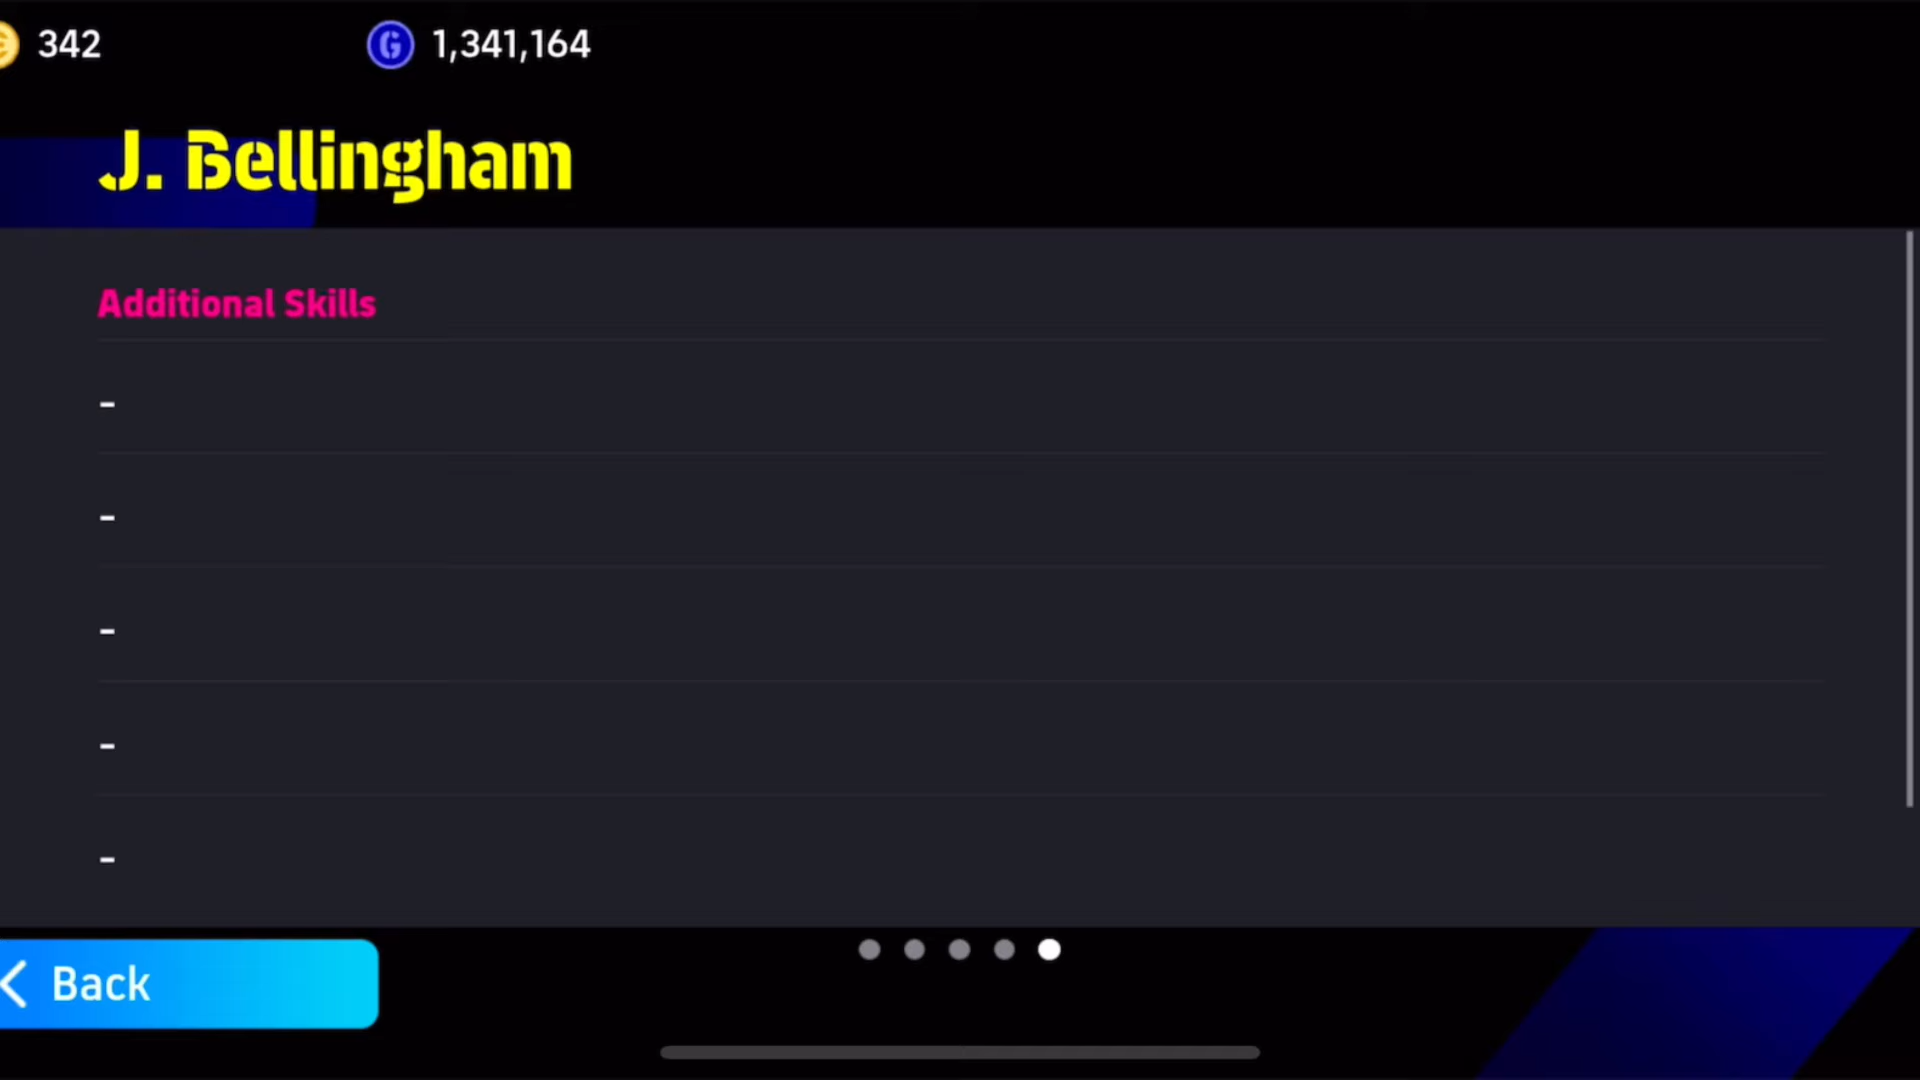 342
1,341,164
J. Bellingham
Additional Skills
-
-
-
-
-
Back